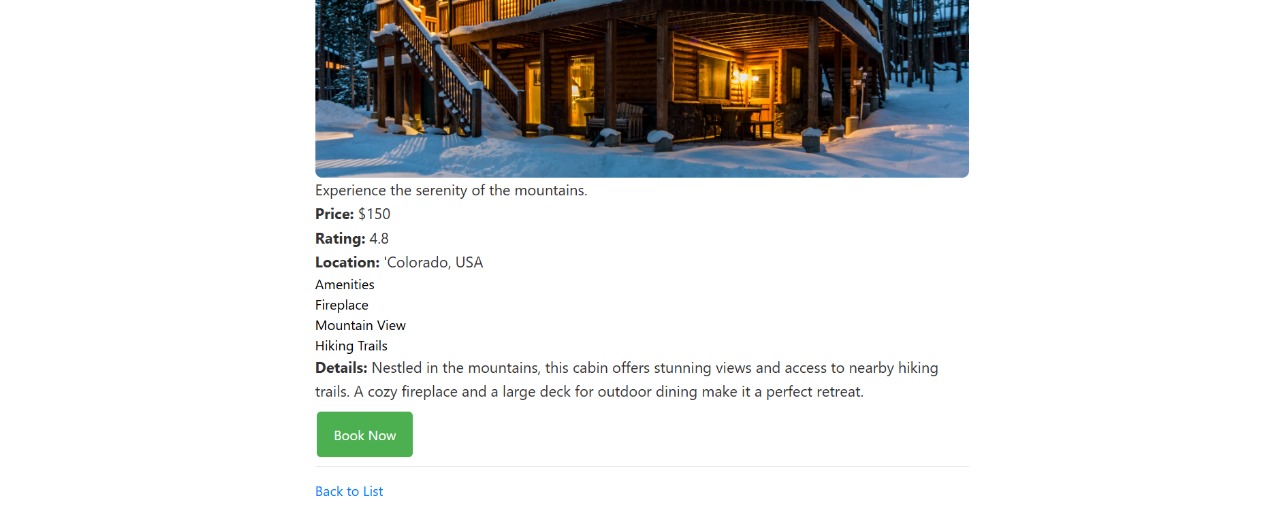 Experience the serenity of the mountains.
Price: $150
Rating: 4.8
Location: 'Colorado, USA
Amenities
Fireplace
Mountain View
Hiking Trails
Details: Nestled in the mountains, this cabin offers stunning views and access to nearby hiking
trails. A cozy fireplace and a large deck for outdoor dining make it a perfect retreat.
Book Now
Back to List